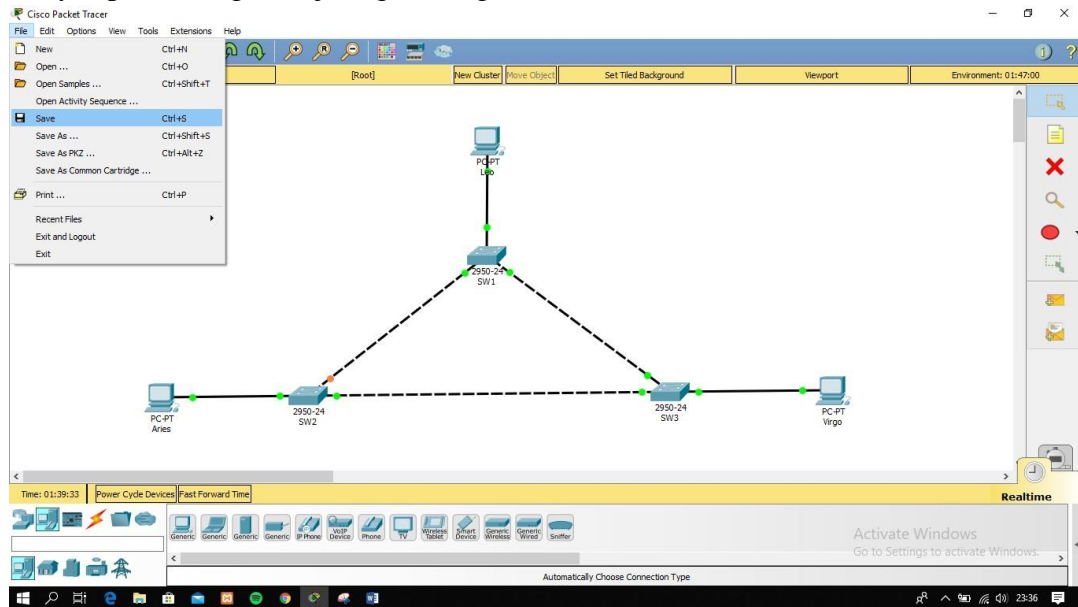 Cisco Packet Tracer
File Edit Options View Tools Extensions Help
New Ctrl+N
Open ... Ctrl+O
Open Samples ... Ctrl+Shift+T
Open Activity Sequence ...
Save Ctrl+S
Save As ... Ctrl+Shift+S
Save As PKZ ... Ctrl+Alt+Z
Save As Common Cartridge ...
Print ... Ctrl+P
Recent Files
Exit and Logout
Exit
[Root] New Cluster Move Object Set Tiled Background Viewport Environment: 01:47:00
PC-PT
Leo
2950-24
SW1
PC-PT
Aries
2950-24
SW2
2950-24
SW3
PC-PT
Virgo
Time: 01:39:33 Power Cycle Devices Fast Forward Time Realtime
Generic Generic Generic Generic IP Phone VoIP Device Phone TV Wireless Tablet Smart Device Generic Wireless Generic Wired Sniffer
Activate Windows
Go to Settings to activate Windows.
Automatically Choose Connection Type
23:36